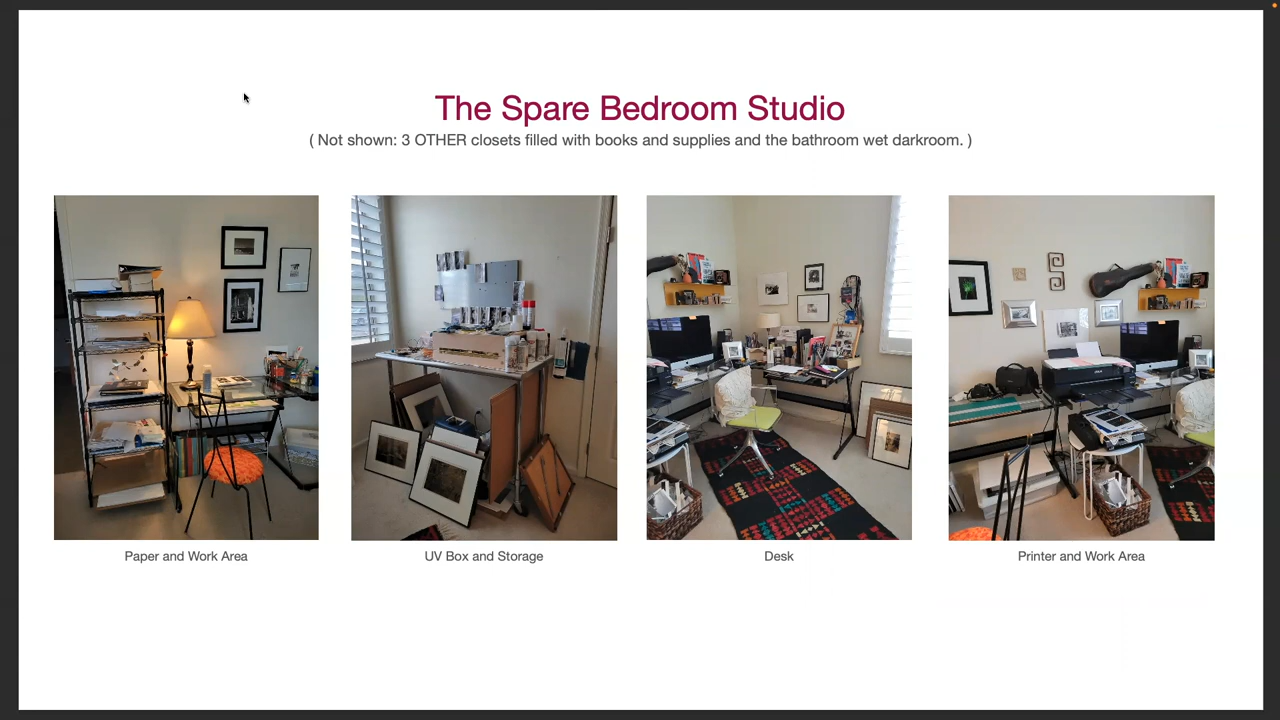 The Spare Bedroom Studio
( Not shown: 3 OTHER closets filled with books and supplies and the bathroom wet darkroom. )
Paper and Work Area
UV Box and Storage
Desk
Printer and Work Area